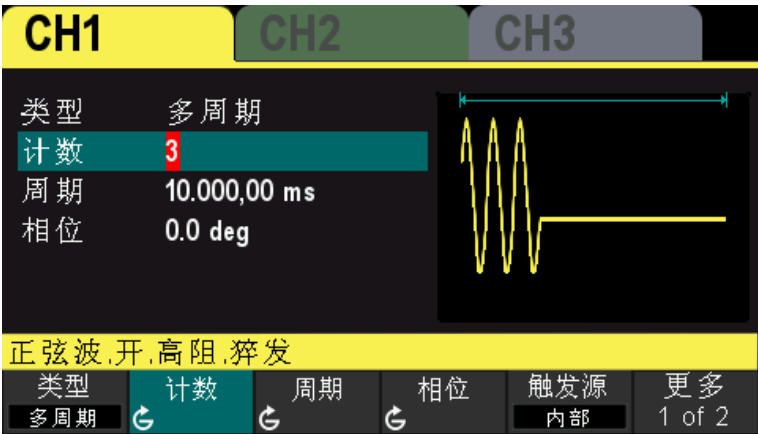 CH1 CH2 CH3
类型 多周期
计数 3
周期 10.000,00 ms
相位 0.0 deg
正弦波,开,高阻,猝发
类型 计数 周期 相位 触发源 更多
多周期 内部 1 of 2